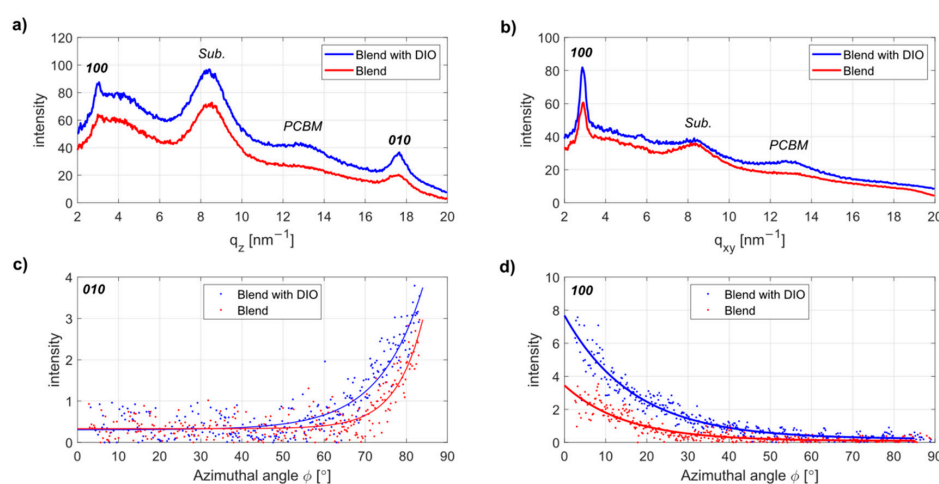 a)
120
100
80
60
40
20
0
intensity
100
Sub.
PCBM
010
Blend with DIO
Blend
2 4 6 8 10 12 14 16 18 20
q_z [nm⁻¹]
b)
100
80
60
40
20
0
intensity
100
Sub.
PCBM
Blend with DIO
Blend
2 4 6 8 10 12 14 16 18 20
q_xy [nm⁻¹]
c)
4
3
2
1
0
intensity
010
Blend with DIO
Blend
0 10 20 30 40 50 60 70 80 90
Azimuthal angle ϕ [°]
d)
10
8
6
4
2
0
intensity
100
Blend with DIO
Blend
0 10 20 30 40 50 60 70 80 90
Azimuthal angle ϕ [°]